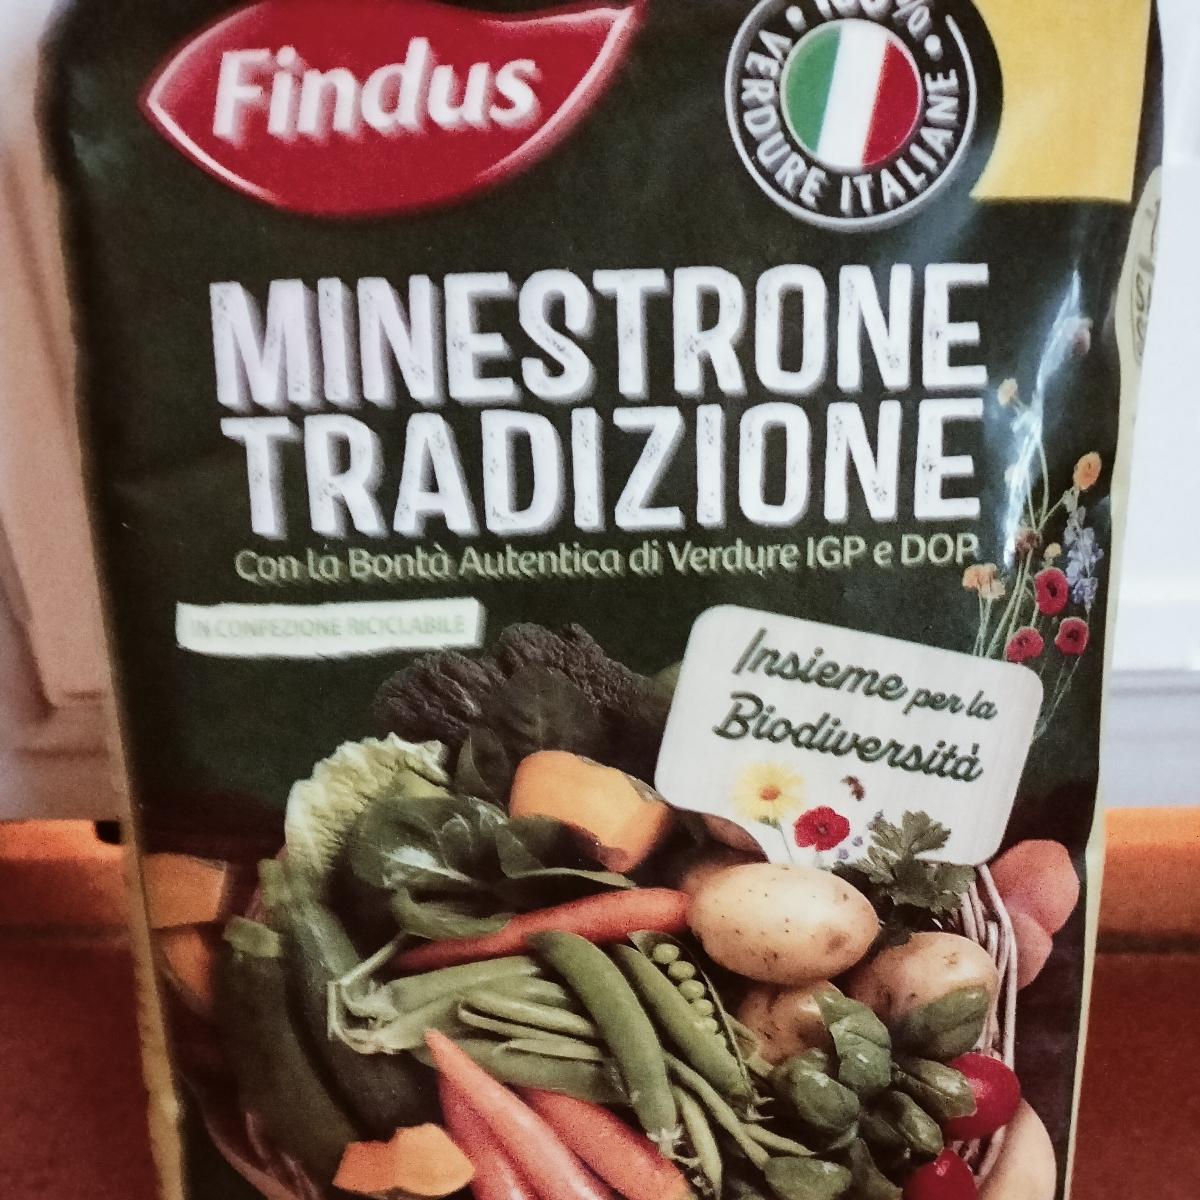 Findus
100% • VERDURE ITALIANE •
MINESTRONE
TRADIZIONE
Con la Bontà Autentica di Verdure IGP e DOP
IN CONFEZIONE RICICLABILE
Insieme per la
Biodiversità